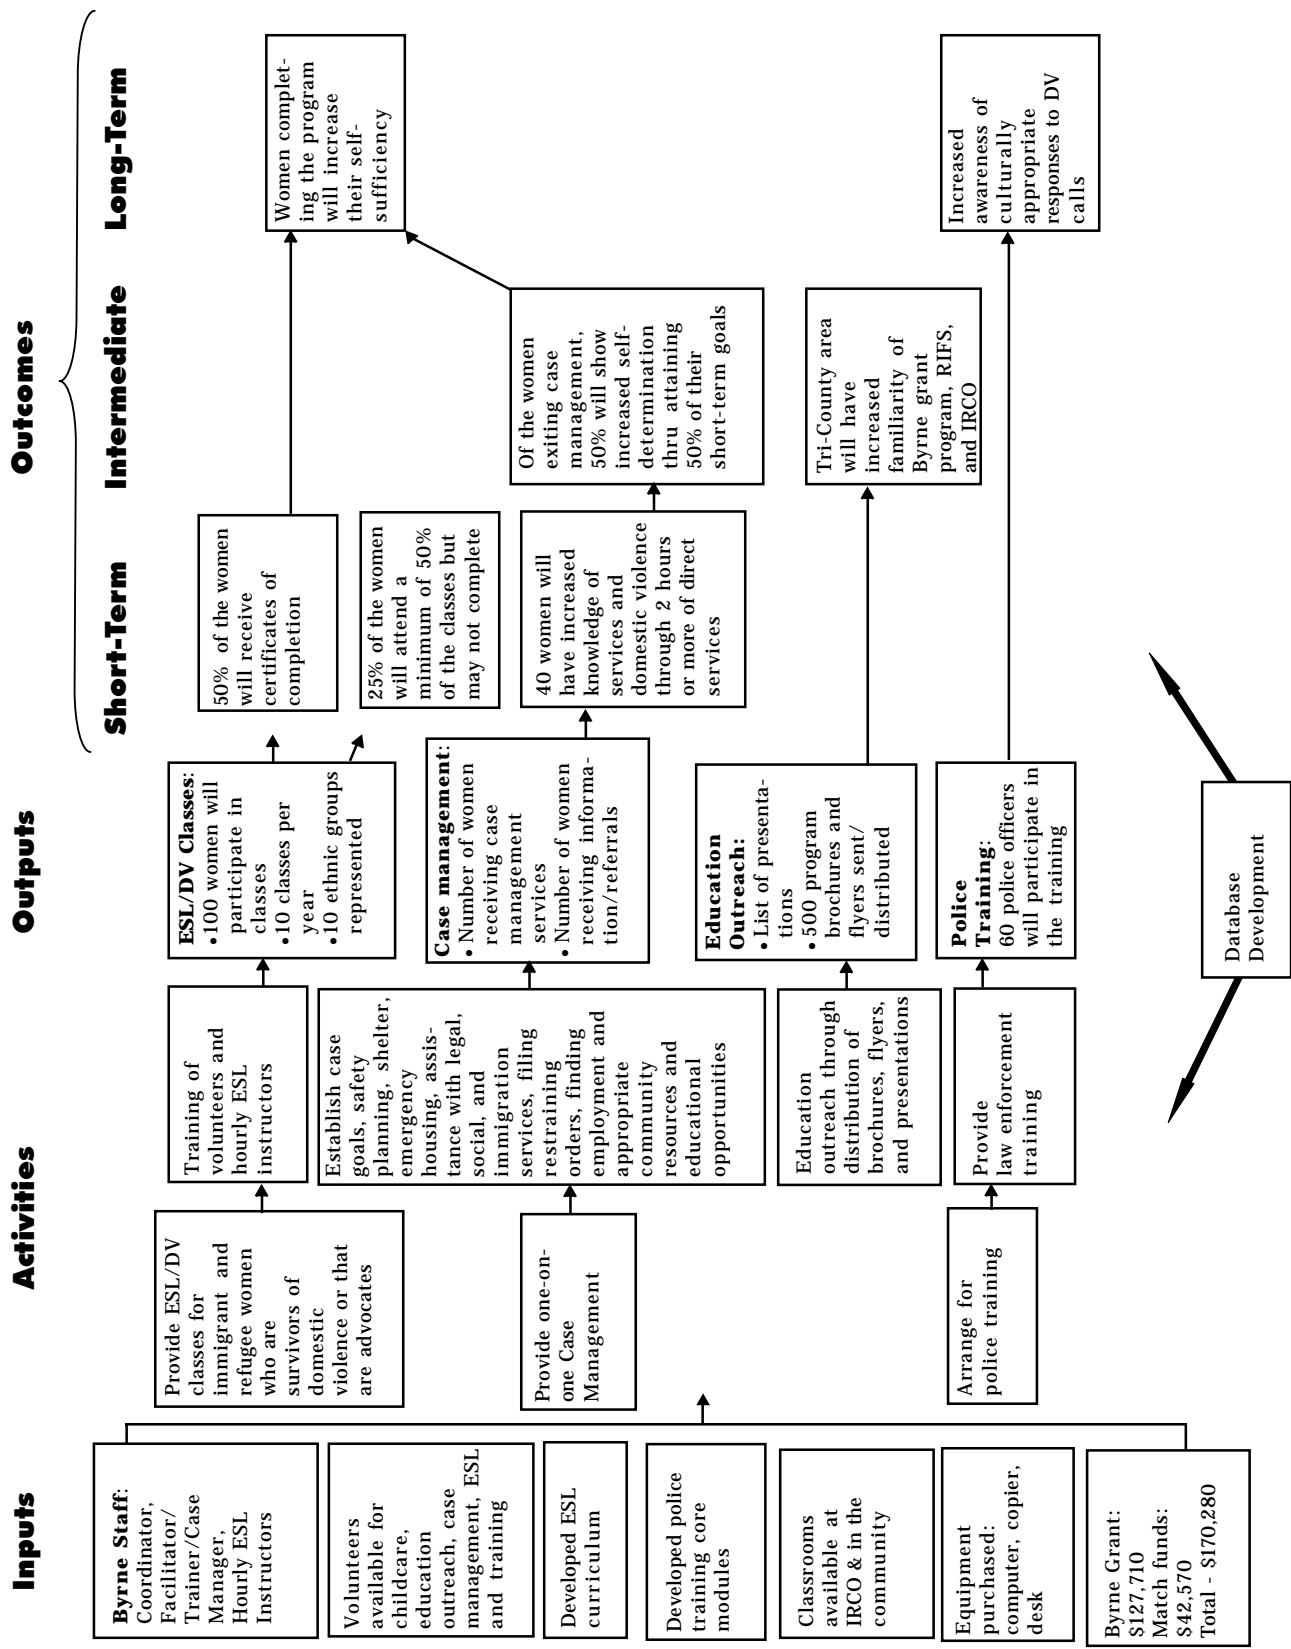 Inputs
Activities
Outputs
Outcomes
Short-Term
Intermediate
Long-Term
Byrne Staff:
Coordinator,
Facilitator/
Trainer/Case
Manager,
Hourly ESL
Instructors
Volunteers
available for
childcare,
education
outreach, case
management, ESL
and training
Developed ESL
curriculum
Developed police
training core
modules
Classrooms
available at
IRCO & in the
community
Equipment
purchased:
computer, copier,
desk
Byrne Grant:
$127,710
Match funds:
$42,570
Total - $170,280
Provide ESL/DV
classes for
immigrant and
refugee women
who are
survivors of
domestic
violence or that
are advocates
Provide one-on-
one Case
Management
Arrange for
police training
Training of
volunteers and
hourly ESL
instructors
Establish case
goals, safety
planning, shelter,
emergency
housing, assis-
tance with legal,
social, and
immigration
services, filing
restraining
orders, finding
employment and
appropriate
community
resources and
educational
opportunities
Education
outreach through
distribution of
brochures, flyers,
and presentations
Provide
law enforcement
training
ESL/DV Classes:
•100 women will
participate in
classes
•10 classes per
year
•10 ethnic groups
represented
Case management:
• Number of women
receiving case
management
services
• Number of women
receiving informa-
tion/referrals
Education
Outreach:
• List of presenta-
tions
• 500 program
brochures and
flyers sent/
distributed
Police
Training:
60 police officers
will participate in
the training
Database
Development
50% of the women
will receive
certificates of
completion
25% of the women
will attend a
minimum of 50%
of the classes but
may not complete
40 women will
have increased
knowledge of
services and
domestic violence
through 2 hours
or more of direct
services
Of the women
exiting case
management,
50% will show
increased self-
determination
thru attaining
50% of their
short-term goals
Tri-County area
will have
increased
familiarity of
Byrne grant
program, RIFS,
and IRCO
Women complet-
ing the program
will increase
their self-
sufficiency
Increased
awareness of
culturally
appropriate
responses to DV
calls